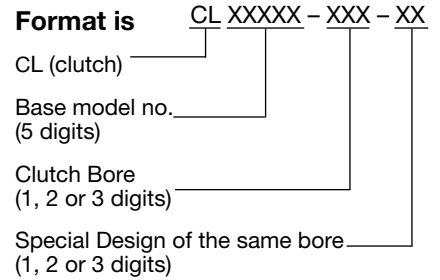 Format is CL XXXXX – XXX – XX
CL (clutch)
Base model no.
(5 digits)
Clutch Bore
(1, 2 or 3 digits)
Special Design of the same bore
(1, 2 or 3 digits)